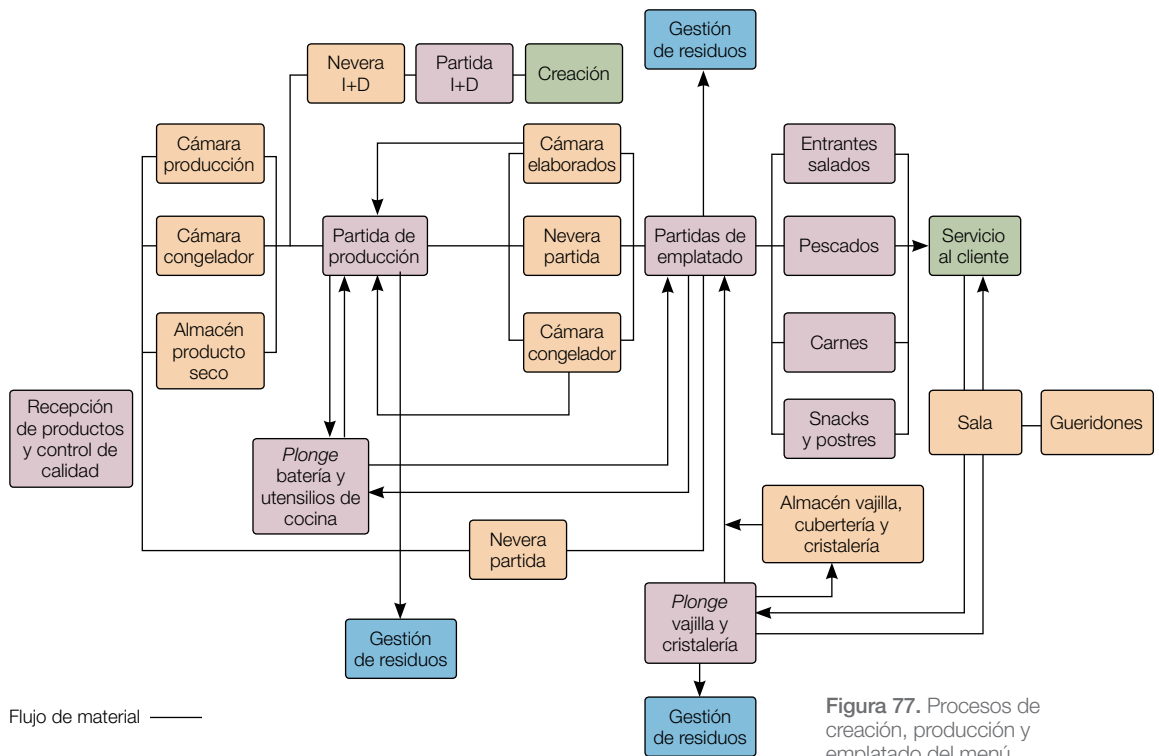 Gestión
de residuos
Nevera
I+D
Partida
I+D
Creación
Cámara
producción
Cámara
elaborados
Entrantes
salados
Cámara
congelador
Partida de
producción
Nevera
partida
Partidas de
emplatado
Pescados
Servicio
al cliente
Almacén
producto
seco
Cámara
congelador
Carnes
Recepción
de productos
y control de
calidad
Snacks
y postres
Sala
Gueridones
Plonge
batería y
utensilios de
cocina
Almacén vajilla,
cubertería y
cristalería
Nevera
partida
Plonge
vajilla y
cristalería
Gestión
de residuos
Gestión
de residuos
Flujo de material
Figura 77. Procesos de
creación, producción y
emplatado del menú